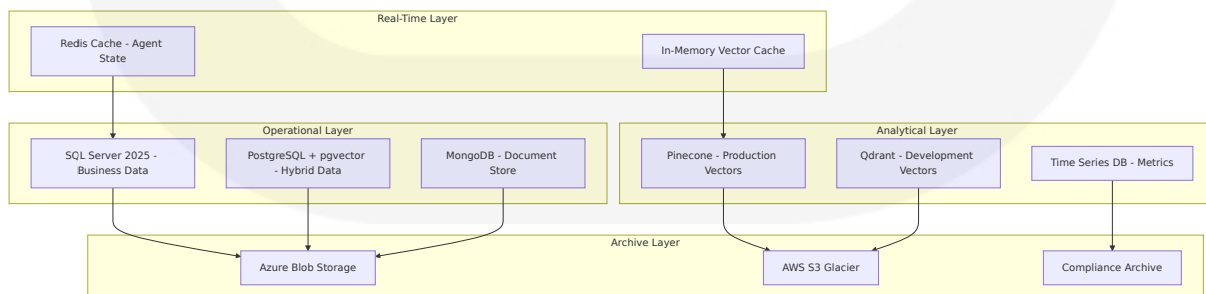 Real-Time Layer
Redis Cache - Agent
State
In-Memory Vector Cache
Operational Layer
SQL Server 2025 -
Business Data
PostgreSQL + pgvector
- Hybrid Data
MongoDB - Document
Store
Analytical Layer
Pinecone - Production
Vectors
Qdrant - Development
Vectors
Time Series DB - Metrics
Archive Layer
Azure Blob Storage
AWS S3 Glacier
Compliance Archive